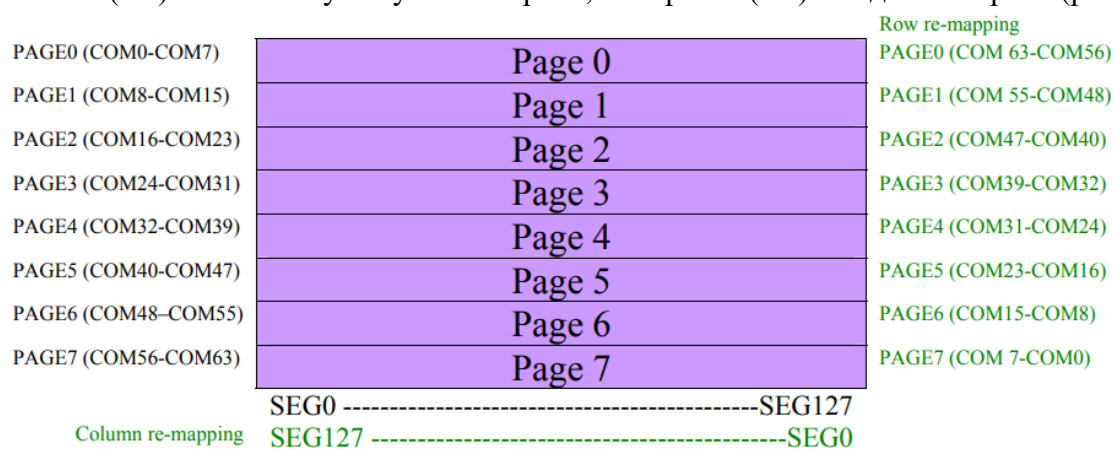 Row re-mapping
PAGE0 (COM0-COM7) Page 0 PAGE0 (COM 63-COM56)
PAGE1 (COM8-COM15) Page 1 PAGE1 (COM 55-COM48)
PAGE2 (COM16-COM23) Page 2 PAGE2 (COM47-COM40)
PAGE3 (COM24-COM31) Page 3 PAGE3 (COM39-COM32)
PAGE4 (COM32-COM39) Page 4 PAGE4 (COM31-COM24)
PAGE5 (COM40-COM47) Page 5 PAGE5 (COM23-COM16)
PAGE6 (COM48–COM55) Page 6 PAGE6 (COM15-COM8)
PAGE7 (COM56-COM63) Page 7 PAGE7 (COM 7-COM0)
SEG0 ---------------------------------------------SEG127
Column re-mapping SEG127 ---------------------------------------------SEG0